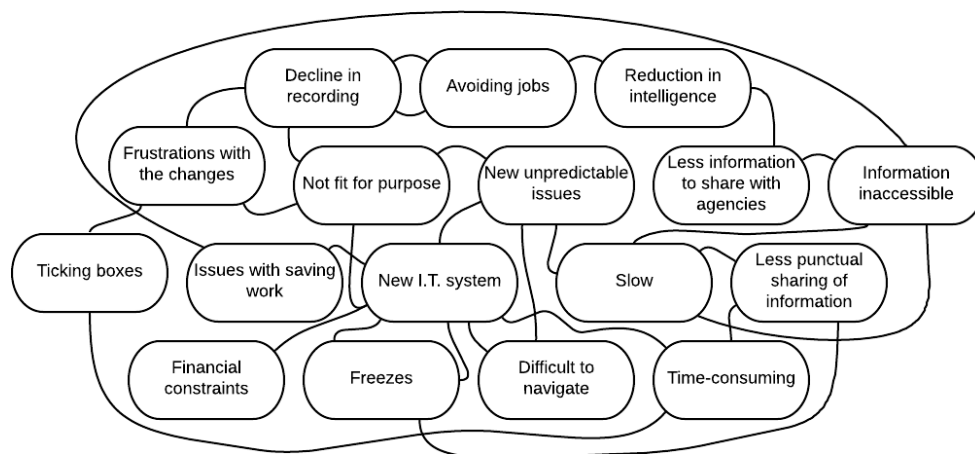 Decline in
recording
Avoiding jobs
Reduction in
intelligence
Frustrations with
the changes
Not fit for purpose
New unpredictable
issues
Less information
to share with
agencies
Information
inaccessible
Ticking boxes
Issues with saving
work
New I.T. system
Slow
Less punctual
sharing of
information
Financial
constraints
Freezes
Difficult to
navigate
Time-consuming